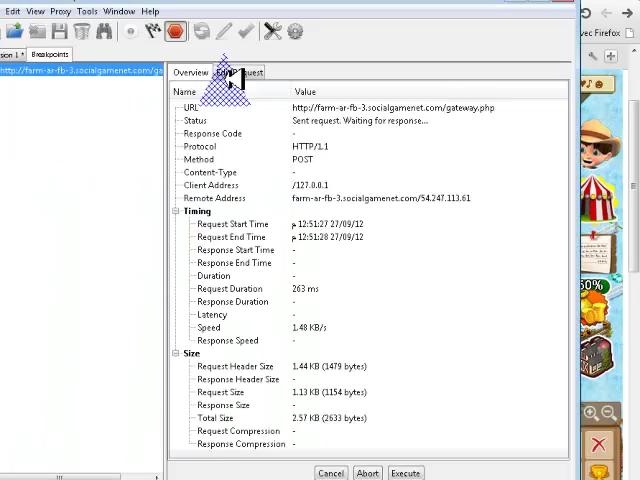 Edit View Proxy Tools Window Help
Breakpoints
http://farm-ar-fb-3.socialgamenet.com/ga
vec Firefox
Overview
Name Value
URL http://farm-ar-fb-3.socialgamenet.com/gateway.php
Status Sent request. Waiting for response...
Response Code -
Protocol HTTP/1.1
Method POST
Content-Type -
Client Address /127.0.0.1
Remote Address farm-ar-fb-3.socialgamenet.com/54.247.113.61
Timing
Request Start Time م 12:51:27 27/09/12
Request End Time م 12:51:28 27/09/12
Response Start Time -
Response End Time -
Duration -
Request Duration 263 ms
Response Duration -
Latency -
Speed 1.48 KB/s
Response Speed -
Size
Request Header Size 1.44 KB (1479 bytes)
Response Header Size -
Request Size 1.13 KB (1154 bytes)
Response Size -
Total Size 2.57 KB (2633 bytes)
Request Compression -
Response Compression -
Cancel Abort Execute